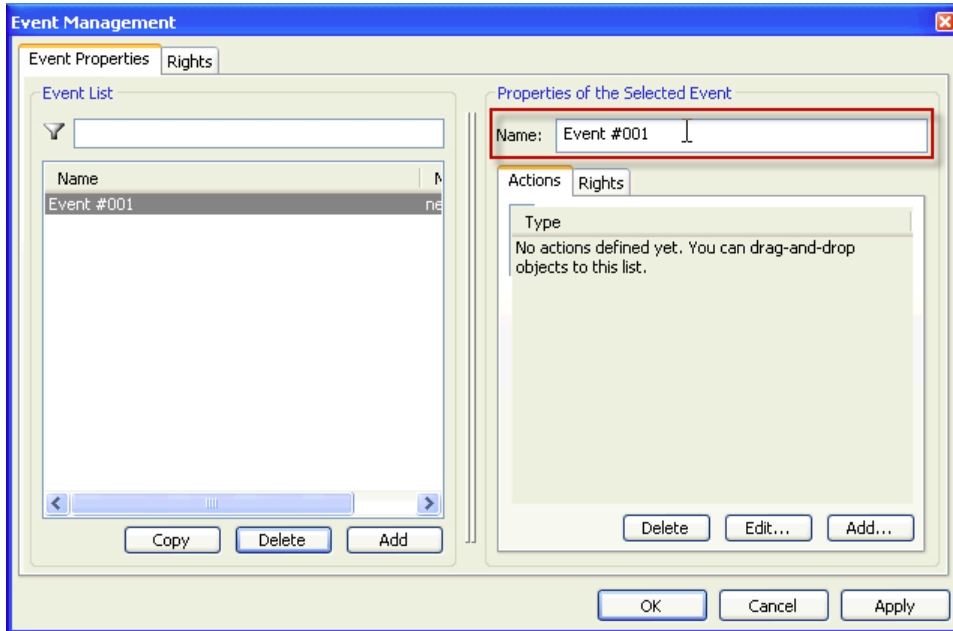 Event Management
Event Properties
Rights
Event List
Name
Event #001
ne
Copy
Delete
Add
Properties of the Selected Event
Name:
Event #001
Actions
Rights
Type
No actions defined yet. You can drag-and-drop
objects to this list.
Delete
Edit...
Add...
OK
Cancel
Apply